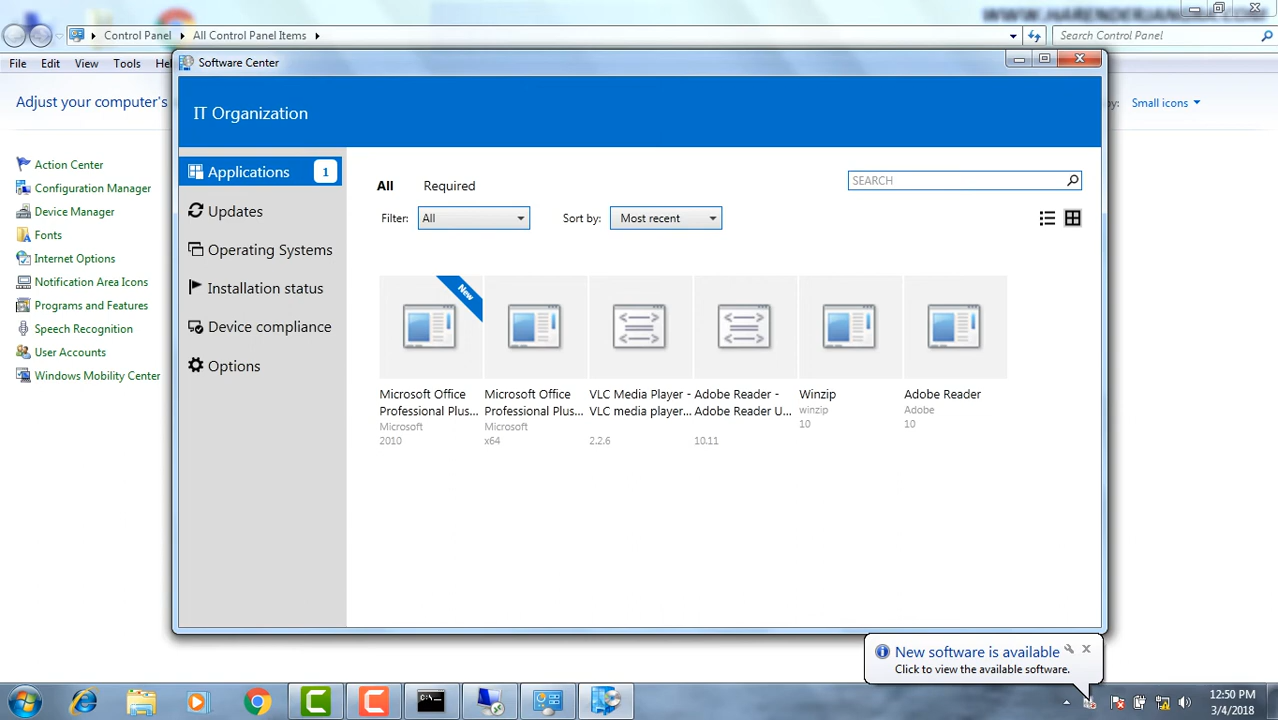 WWW.HARENDERJANGIR.COM
Control Panel
All Control Panel Items
Search Control Panel
File Edit View Tools He
Software Center
Adjust your computer's
by: Small icons
IT Organization
Action Center
Configuration Manager
Device Manager
Fonts
Internet Options
Notification Area Icons
Programs and Features
Speech Recognition
User Accounts
Windows Mobility Center
Applications 1
Updates
Operating Systems
Installation status
Device compliance
Options
All Required
SEARCH
Filter: All Sort by: Most recent
New
Microsoft Office
Professional Plus...
Microsoft
2010
Microsoft Office
Professional Plus...
Microsoft
x64
VLC Media Player -
VLC media player...
2.2.6
Adobe Reader -
Adobe Reader U...
10.11
Winzip
winzip
10
Adobe Reader
Adobe
10
New software is available
Click to view the available software.
12:50 PM
3/4/2018